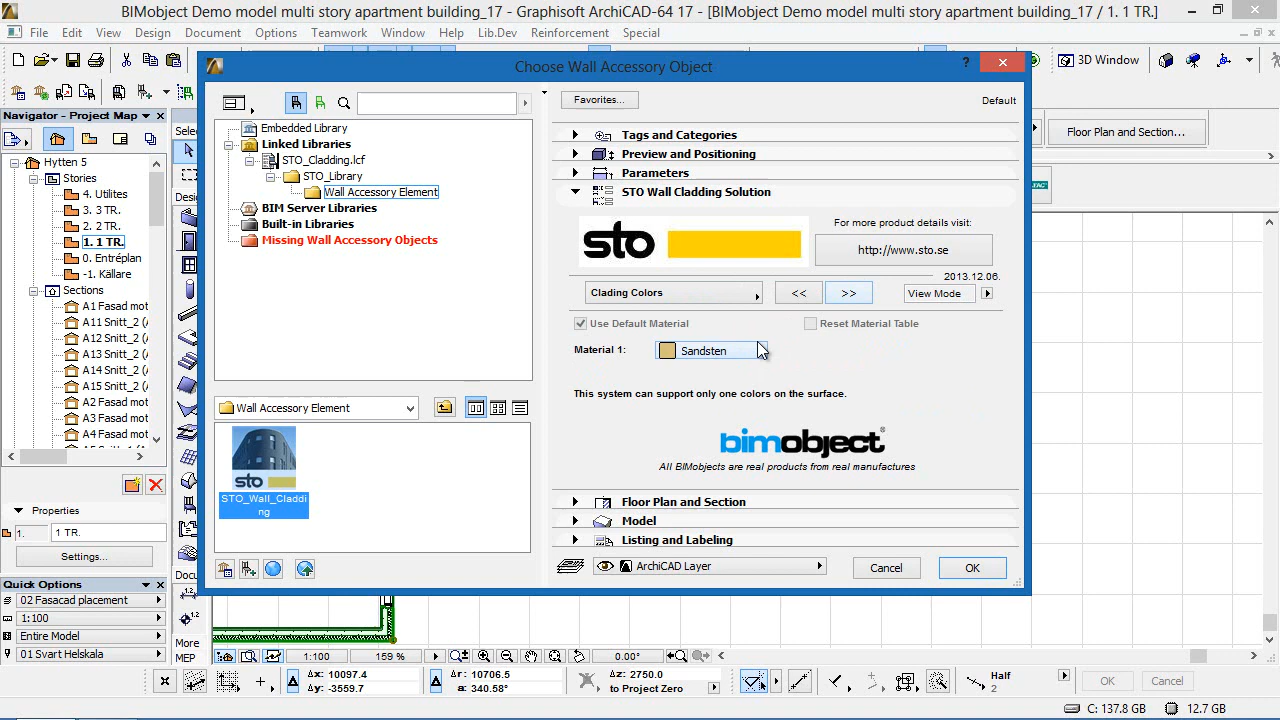 BIMobject Demo model multi story apartment building_17 - Graphisoft ArchiCAD-64 17 - [BIMobject Demo model multi story apartment building_17 / 1. 1 TR.]
File Edit View Design Document Options Teamwork Window Help Lib.Dev Reinforcement Special
3D Window
Choose Wall Accessory Object
Navigator - Project Map
Hytten 5
Stories
4. Utilites
3. 3 TR.
2. 2 TR.
1. 1 TR.
0. Entréplan
-1. Källare
Sections
A1 Fasad mot
A11 Snitt_2 (A
A12 Snitt_2 (A
A13 Snitt_2 (A
A14 Snitt_2 (A
A15 Snitt_2 (A
A2 Fasad mot
A3 Fasad mot
A4 Fasad mot
Properties
1. 1 TR.
Settings...
Quick Options
02 Fasacad placement
1:100
Entire Model
01 Svart Helskala
Selec
Desig
Docu
More
MEP
Embedded Library
Linked Libraries
STO_Cladding.lcf
STO_Library
Wall Accessory Element
BIM Server Libraries
Built-in Libraries
Missing Wall Accessory Objects
Wall Accessory Element
sto
STO_Wall_Claddi
ng
Favorites...
Default
Tags and Categories
Preview and Positioning
Parameters
STO Wall Cladding Solution
sto
For more product details visit:
http://www.sto.se
2013.12.06.
Clading Colors
<<
>>
View Mode
Use Default Material
Reset Material Table
Material 1:
Sandsten
This system can support only one colors on the surface.
bimobject®
All BIMobjects are real products from real manufactures
Floor Plan and Section
Model
Listing and Labeling
ArchiCAD Layer
Cancel
OK
Floor Plan and Section...
1:100
159 %
0.00°
Δx: 10097.4
Δy: -3559.7
Δr: 10706.5
a: 340.58°
Δz: 2750.0
to Project Zero
Half
2
OK
Cancel
C: 137.8 GB
12.7 GB